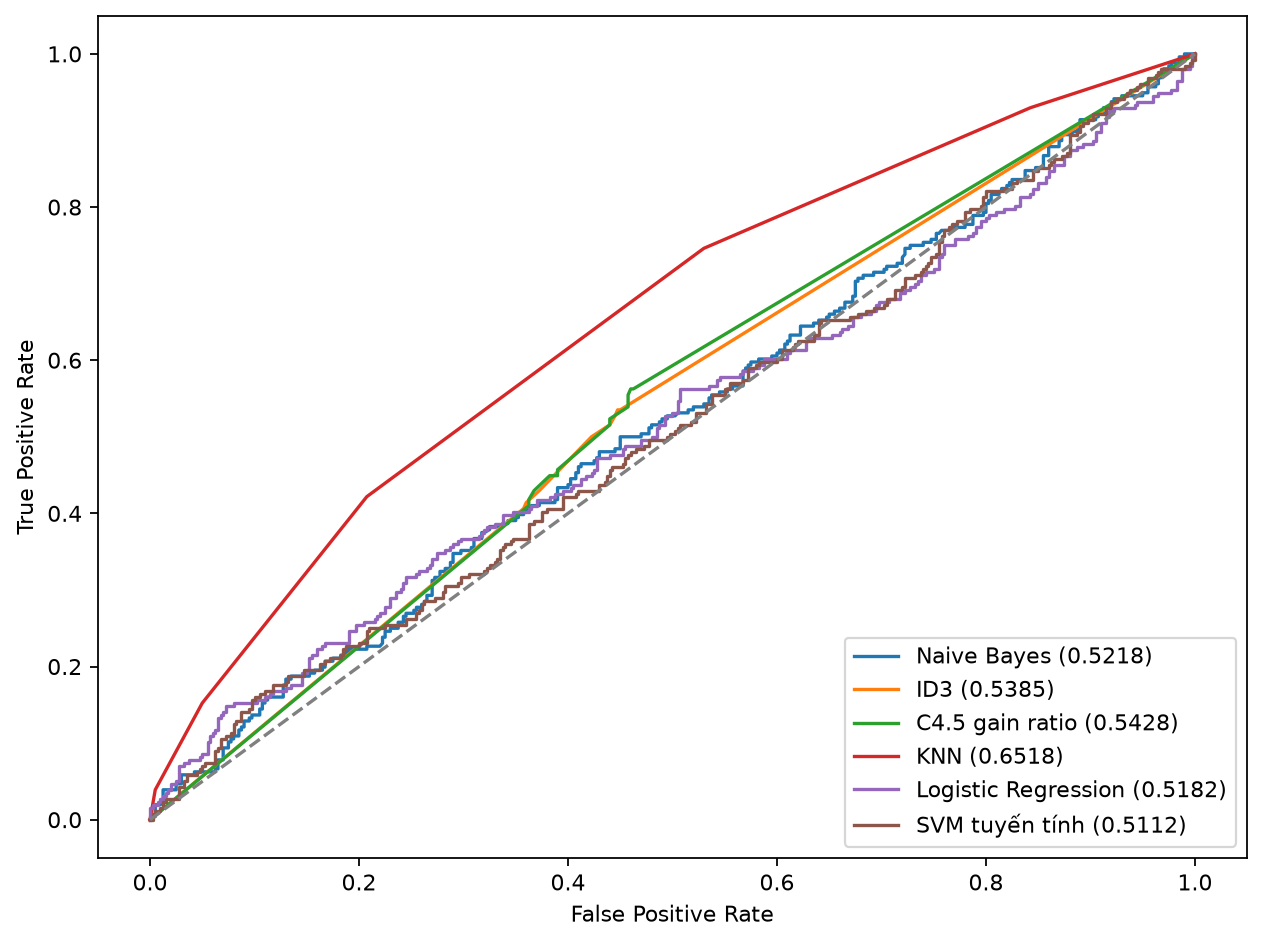 1.0
0.8
0.6
0.4
0.2
0.0
True Positive Rate
Naive Bayes (0.5218)
ID3 (0.5385)
C4.5 gain ratio (0.5428)
KNN (0.6518)
Logistic Regression (0.5182)
SVM tuyến tính (0.5112)
0.0 0.2 0.4 0.6 0.8 1.0
False Positive Rate